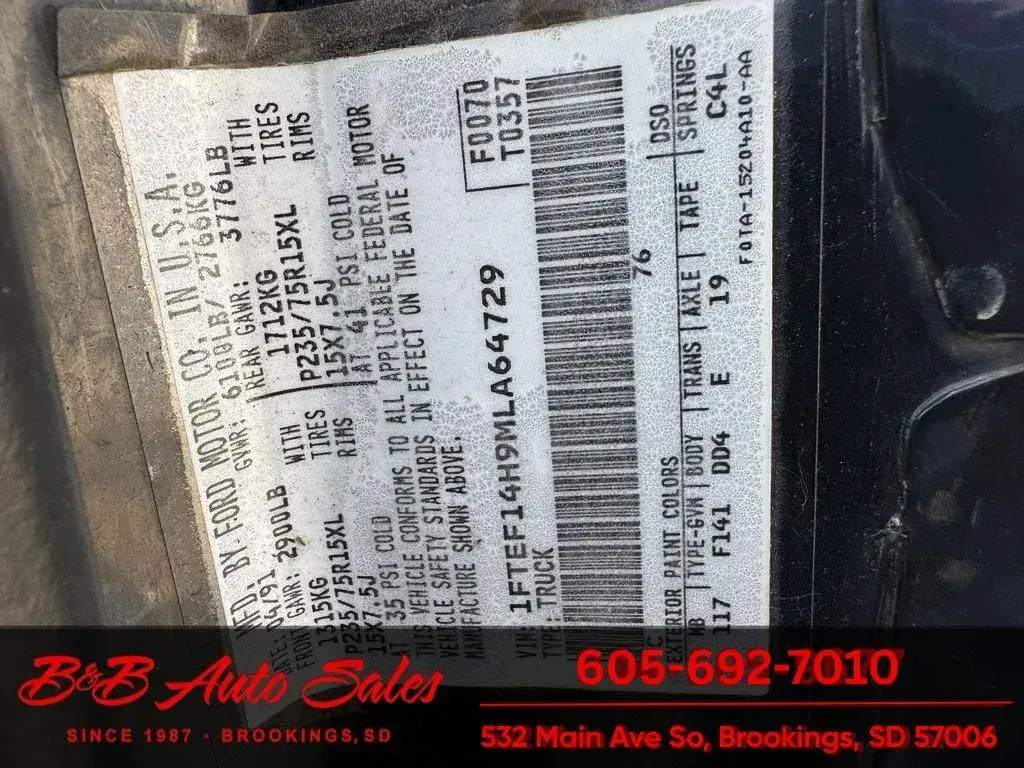 MFD. BY FORD MOTOR CO. IN U.S.A.
DATE: 04/91 GVWR: 6100LB/ 2766KG
FRONT GAWR: 2900LB REAR GAWR: 3776LB
1315KG WITH 1712KG WITH
P235/75R15XL TIRES P235/75R15XL TIRES
15X7.5J RIMS 15X7.5J RIMS
AT 35 PSI COLD AT 41 PSI COLD
THIS VEHICLE CONFORMS TO ALL APPLICABLE FEDERAL MOTOR
VEHICLE SAFETY STANDARDS IN EFFECT ON THE DATE OF
MANUFACTURE SHOWN ABOVE.
VIN: 1FTEF14H9MLA64729
TYPE: TRUCK
F0070
T0357
76
EXTERIOR PAINT COLORS DSO
WB TYPE-GVM BODY TRANS AXLE TAPE SPRINGS
117 F141 DD4 E 19 C4L
F0TA-15204A10-AA
B&B Auto Sales
SINCE 1987 · BROOKINGS, SD
605-692-7010
532 Main Ave So, Brookings, SD 57006